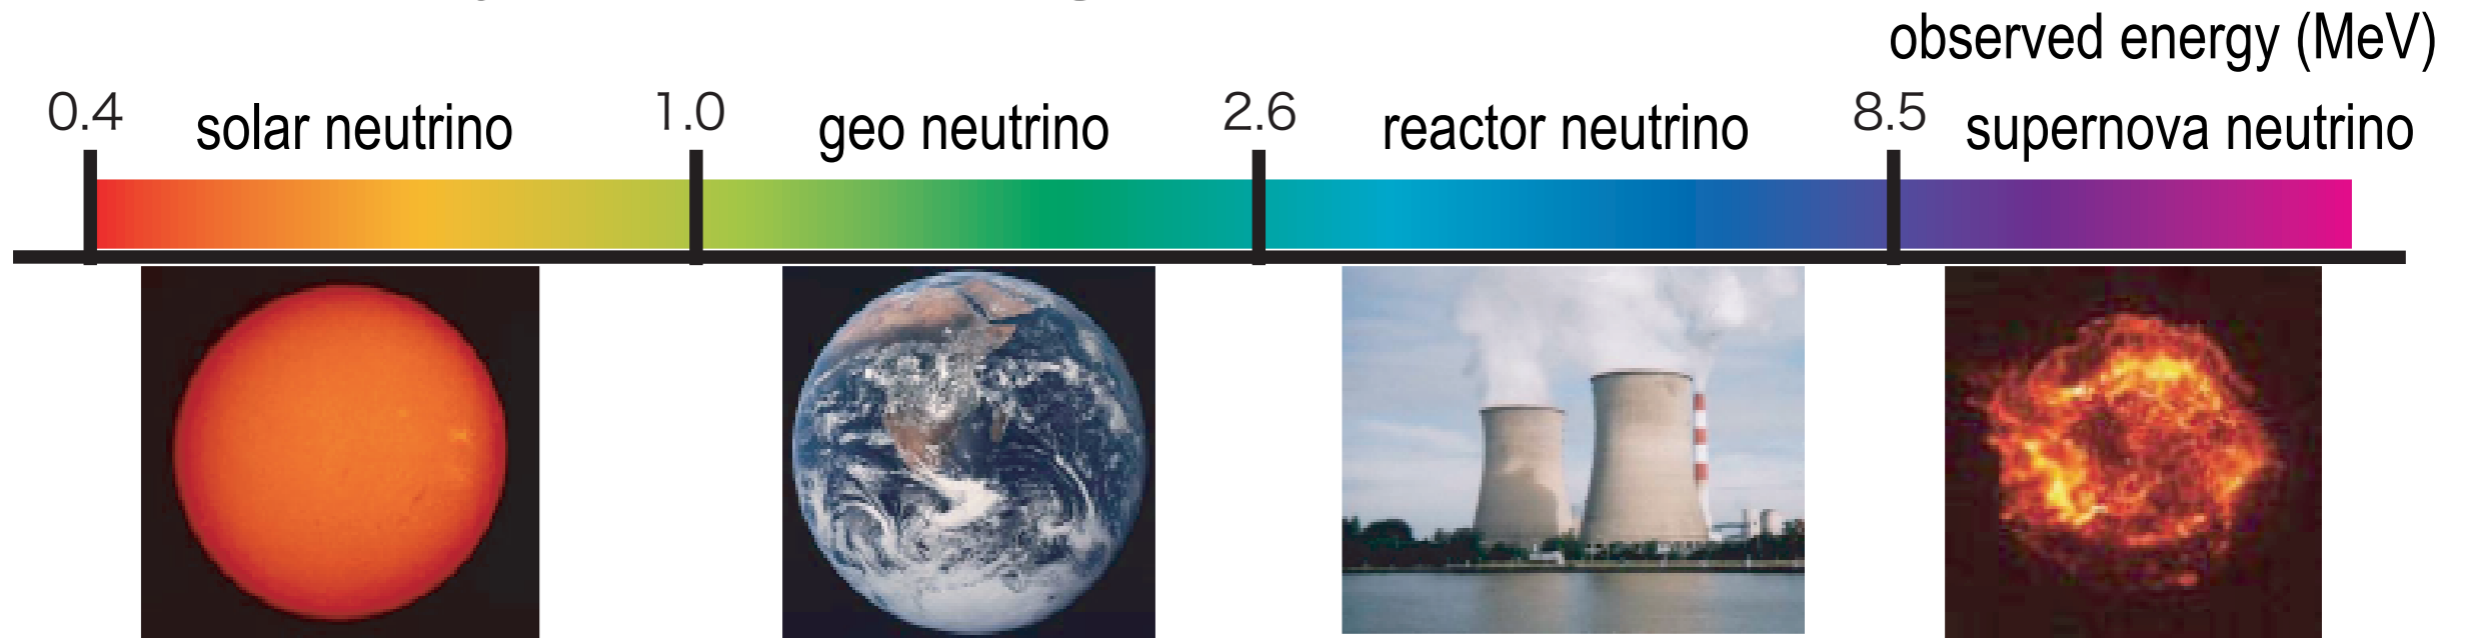 observed energy (MeV)
0.4 solar neutrino 1.0 geo neutrino 2.6 reactor neutrino 8.5 supernova neutrino